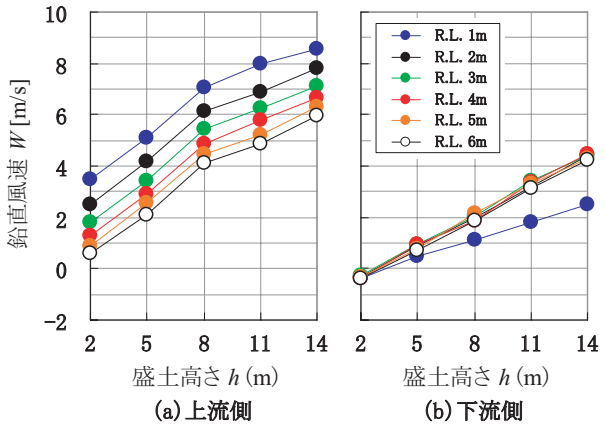 鉛直風速 W [m/s]
10
8
6
4
2
0
-2
2 5 8 11 14
盛土高さ h (m)
(a)上流側
R.L. 1m
R.L. 2m
R.L. 3m
R.L. 4m
R.L. 5m
R.L. 6m
2 5 8 11 14
盛土高さ h (m)
(b)下流側